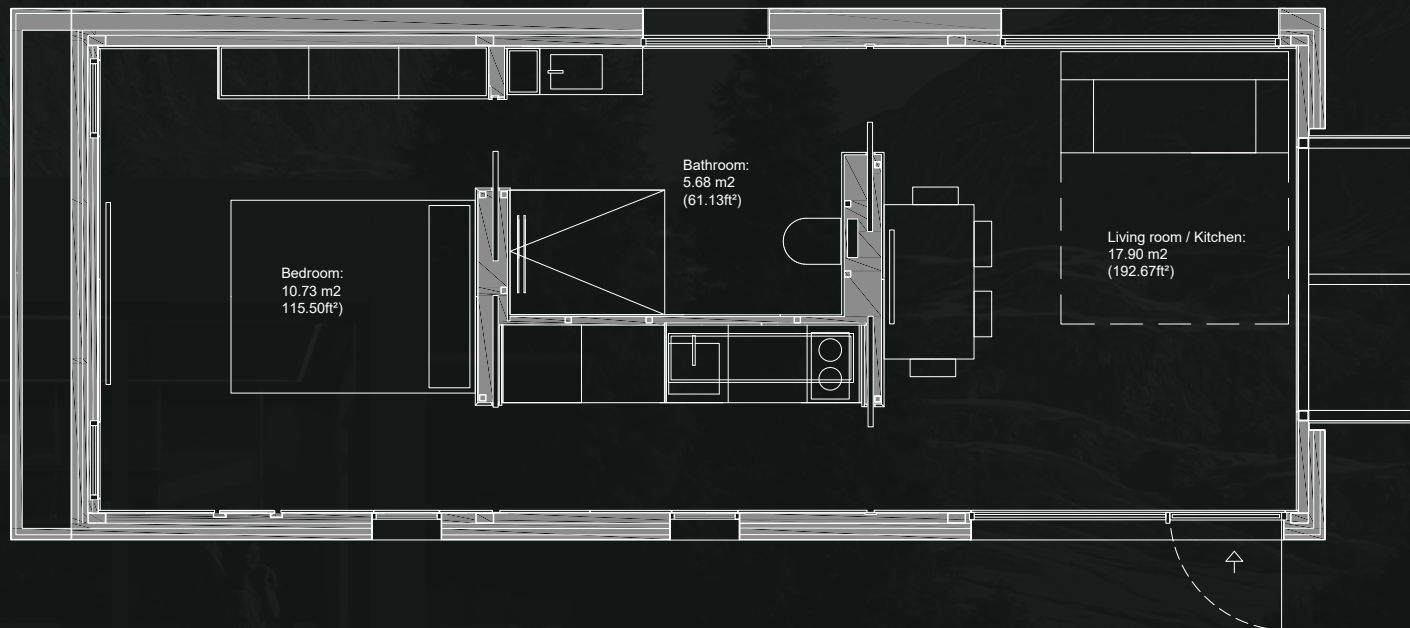 Bathroom:
5.68 m2
(61.13ft²)
Living room / Kitchen:
17.90 m2
(192.67ft²)
Bedroom:
10.73 m2
115.50ft²)